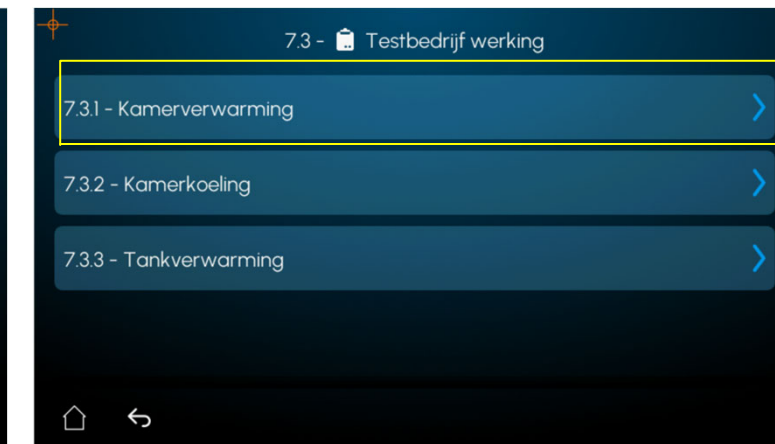 7.3 - Testbedrijf werking
7.3.1 - Kamerverwarming
7.3.2 - Kamerkoeling
7.3.3 - Tankverwarming